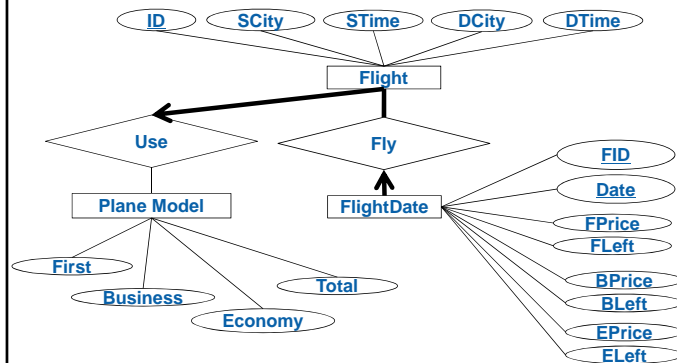 ID SCity STime DCity DTime
Flight
Use
Fly
FID
Date
Plane Model
FlightDate
FPrice
FLeft
First
Business
Economy
Total
BPrice
BLeft
EPrice
ELeft